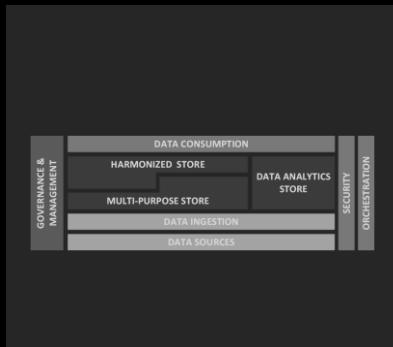 GOVERNANCE &
MANAGEMENT
DATA CONSUMPTION
HARMONIZED STORE
MULTI-PURPOSE STORE
DATA ANALYTICS
STORE
DATA INGESTION
DATA SOURCES
SECURITY
ORCHESTRATION